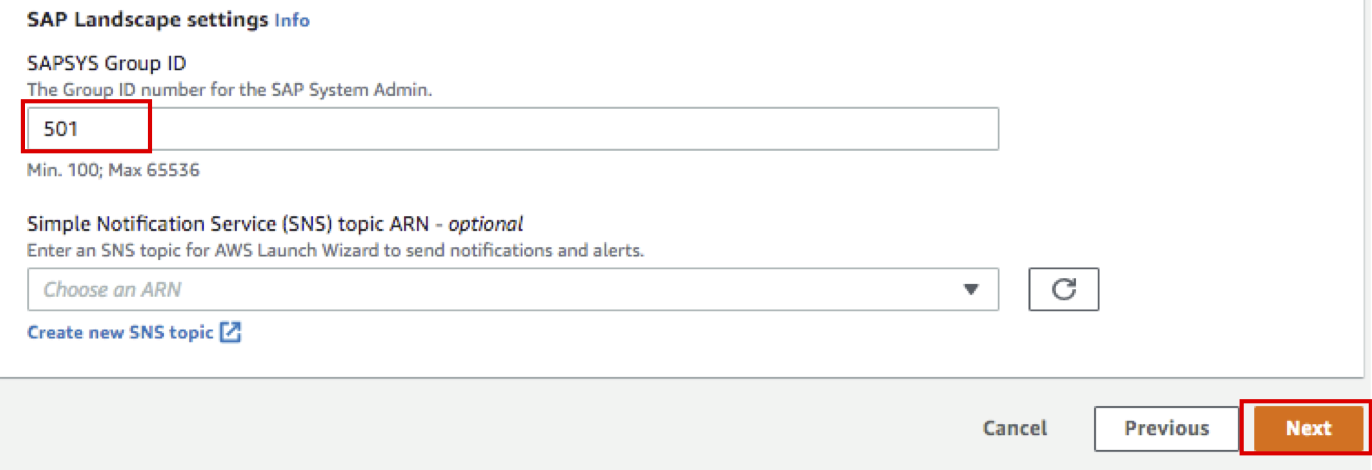 SAP Landscape settings Info
SAPSYS Group ID
The Group ID number for the SAP System Admin.
501
Min. 100; Max 65536
Simple Notification Service (SNS) topic ARN - optional
Enter an SNS topic for AWS Launch Wizard to send notifications and alerts.
Choose an ARN
Create new SNS topic
Cancel Previous Next